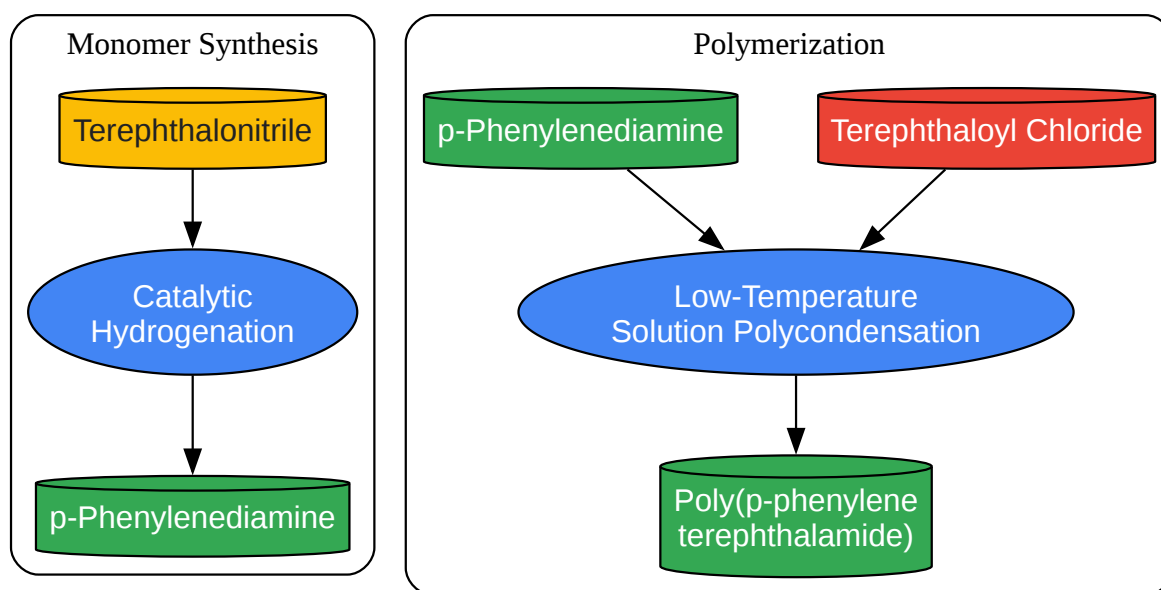 Monomer Synthesis
Terephthalonitrile
Catalytic
Hydrogenation
p-Phenylenediamine
Polymerization
p-Phenylenediamine
Terephthaloyl Chloride
Low-Temperature
Solution Polycondensation
Poly(p-phenylene
terephthalamide)